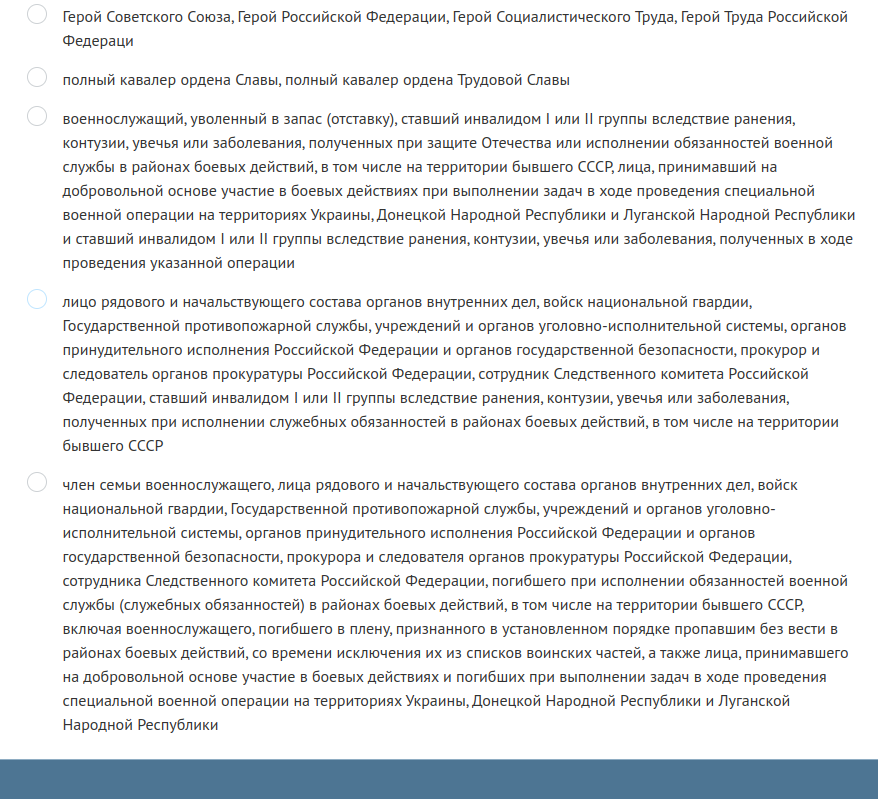 Герой Советского Союза, Герой Российской Федерации, Герой Социалистического Труда, Герой Труда Российской
Федераци
полный кавалер ордена Славы, полный кавалер ордена Трудовой Славы
военнослужащий, уволенный в запас (отставку), ставший инвалидом I или II группы вследствие ранения,
контузии, увечья или заболевания, полученных при защите Отечества или исполнении обязанностей военной
службы в районах боевых действий, в том числе на территории бывшего СССР, лица, принимавший на
добровольной основе участие в боевых действиях при выполнении задач в ходе проведения специальной
военной операции на территориях Украины, Донецкой Народной Республики и Луганской Народной Республики
и ставший инвалидом I или II группы вследствие ранения, контузии, увечья или заболевания, полученных в ходе
проведения указанной операции
лицо рядового и начальствующего состава органов внутренних дел, войск национальной гвардии,
Государственной противопожарной службы, учреждений и органов уголовно-исполнительной системы, органов
принудительного исполнения Российской Федерации и органов государственной безопасности, прокурор и
следователь органов прокуратуры Российской Федерации, сотрудник Следственного комитета Российской
Федерации, ставший инвалидом I или II группы вследствие ранения, контузии, увечья или заболевания,
полученных при исполнении служебных обязанностей в районах боевых действий, в том числе на территории
бывшего СССР
член семьи военнослужащего, лица рядового и начальствующего состава органов внутренних дел, войск
национальной гвардии, Государственной противопожарной службы, учреждений и органов уголовно-
исполнительной системы, органов принудительного исполнения Российской Федерации и органов
государственной безопасности, прокурора и следователя органов прокуратуры Российской Федерации,
сотрудника Следственного комитета Российской Федерации, погибшего при исполнении обязанностей военной
службы (служебных обязанностей) в районах боевых действий, в том числе на территории бывшего СССР,
включая военнослужащего, погибшего в плену, признанного в установленном порядке пропавшим без вести в
районах боевых действий, со времени исключения их из списков воинских частей, а также лица, принимавшего
на добровольной основе участие в боевых действиях и погибших при выполнении задач в ходе проведения
специальной военной операции на территориях Украины, Донецкой Народной Республики и Луганской
Народной Республики